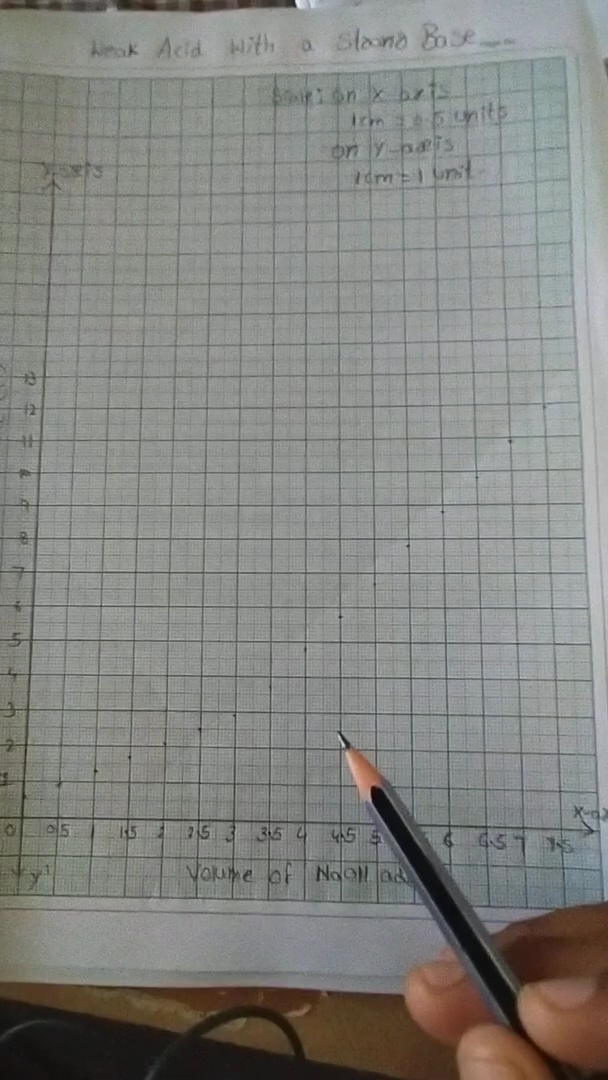 Weak Acid With a Strong Base
Scale: on x axis
1cm = 0.5 units
on y-axis
1cm = 1 unit
Y-axis
13
12
11
10
9
8
7
6
5
4
3
2
1
0 0.5 1 1.5 2 2.5 3 3.5 4 4.5 5 6 6.5 7 7.5
y'
Volume of NaOH